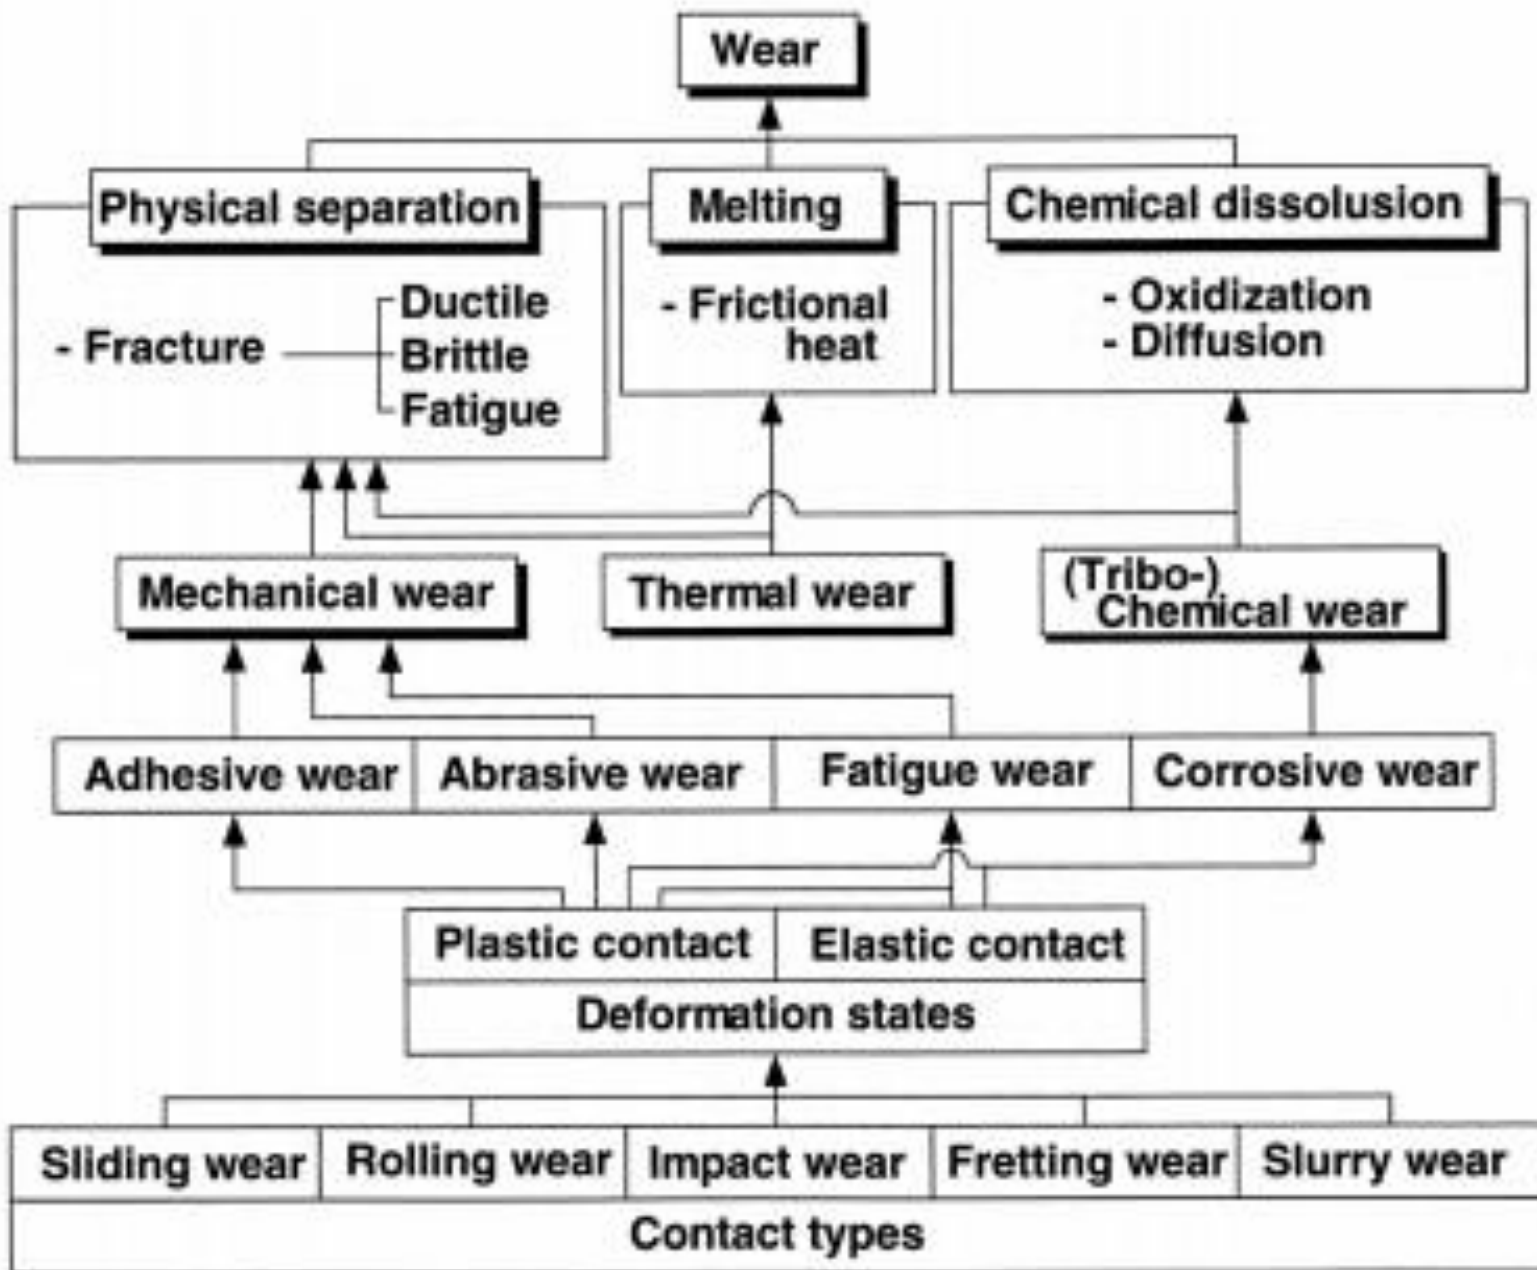 Wear
Physical separation
Melting
Chemical dissolusion
- Fracture
Ductile
Brittle
Fatigue
- Frictional
heat
- Oxidization
- Diffusion
Mechanical wear
Thermal wear
(Tribo-)
Chemical wear
Adhesive wear
Abrasive wear
Fatigue wear
Corrosive wear
Plastic contact
Elastic contact
Deformation states
Sliding wear
Rolling wear
Impact wear
Fretting wear
Slurry wear
Contact types